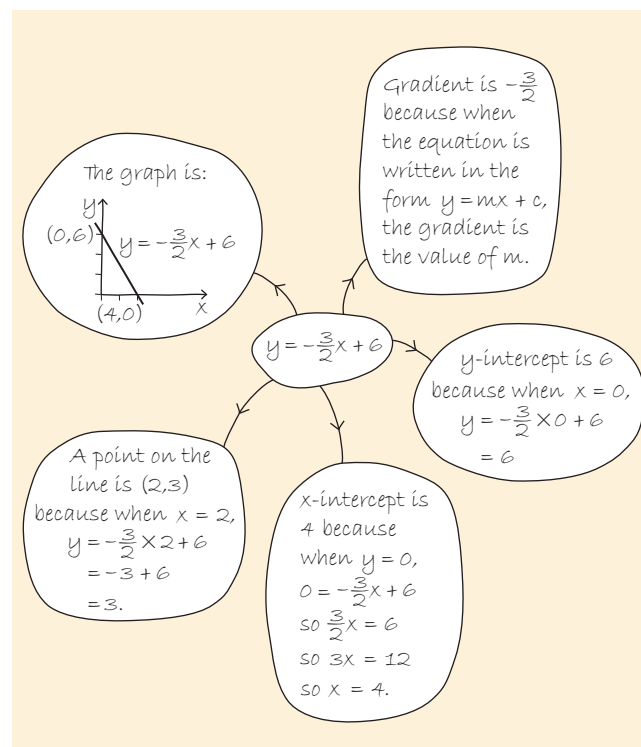 Gradient is −3/2
because when
the equation is
written in the
form y = mx + c,
the gradient is
the value of m.
The graph is:
y
(0,6)
y = −3/2x + 6
(4,0)
x
y = −3/2x + 6
y-intercept is 6
because when x = 0,
y = −3/2 × 0 + 6
= 6
A point on the
line is (2,3)
because when x = 2,
y = −3/2 × 2 + 6
= −3 + 6
= 3.
x-intercept is
4 because
when y = 0,
0 = −3/2x + 6
so 3/2x = 6
so 3x = 12
so x = 4.